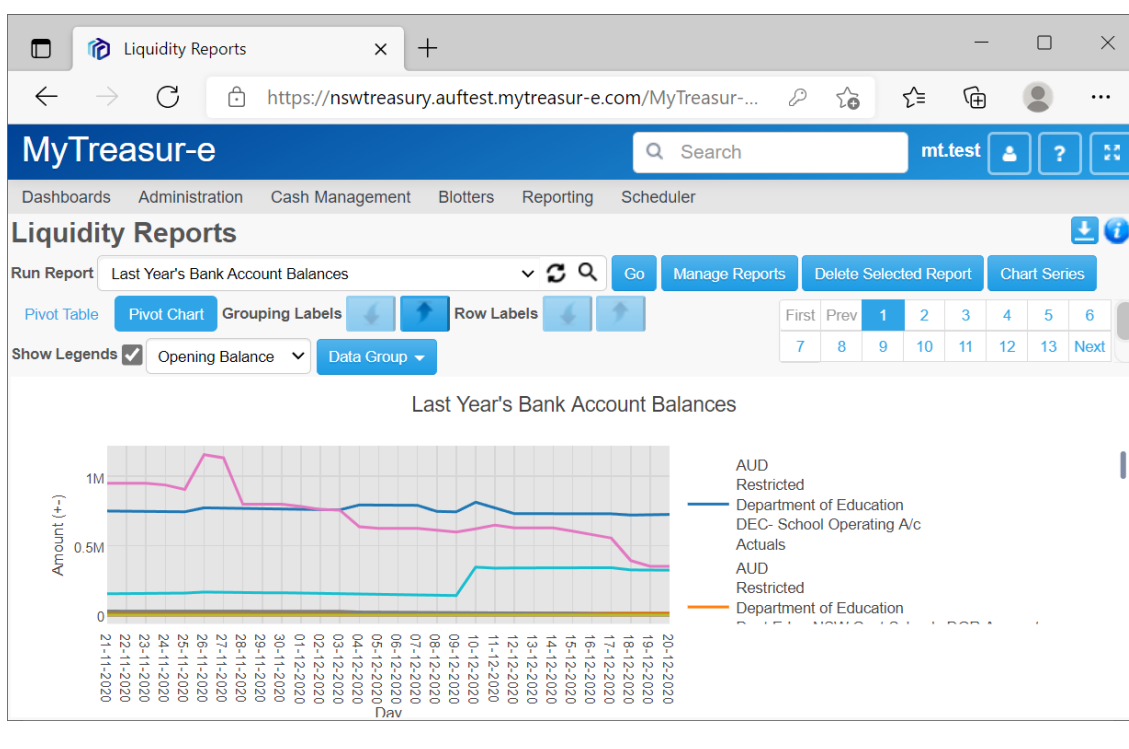 Liquidity Reports
https://nswtreasury.auftest.mytreasur-e.com/MyTreasur-...
MyTreasur-e
Search
mt.test
?
Dashboards Administration Cash Management Blotters Reporting Scheduler
Liquidity Reports
Run Report Last Year's Bank Account Balances Go Manage Reports Delete Selected Report Chart Series
Pivot Table Pivot Chart Grouping Labels Row Labels
First Prev 1 2 3 4 5 6
7 8 9 10 11 12 13 Next
Show Legends Opening Balance Data Group
Last Year's Bank Account Balances
Amount (+-)
1M
0.5M
0
AUD
Restricted
Department of Education
DEC- School Operating A/c
Actuals
AUD
Restricted
Department of Education
21-11-2020
22-11-2020
23-11-2020
24-11-2020
25-11-2020
26-11-2020
27-11-2020
28-11-2020
29-11-2020
30-11-2020
01-12-2020
02-12-2020
03-12-2020
04-12-2020
05-12-2020
06-12-2020
07-12-2020
08-12-2020
09-12-2020
10-12-2020
11-12-2020
12-12-2020
13-12-2020
14-12-2020
15-12-2020
16-12-2020
17-12-2020
18-12-2020
19-12-2020
20-12-2020
Day